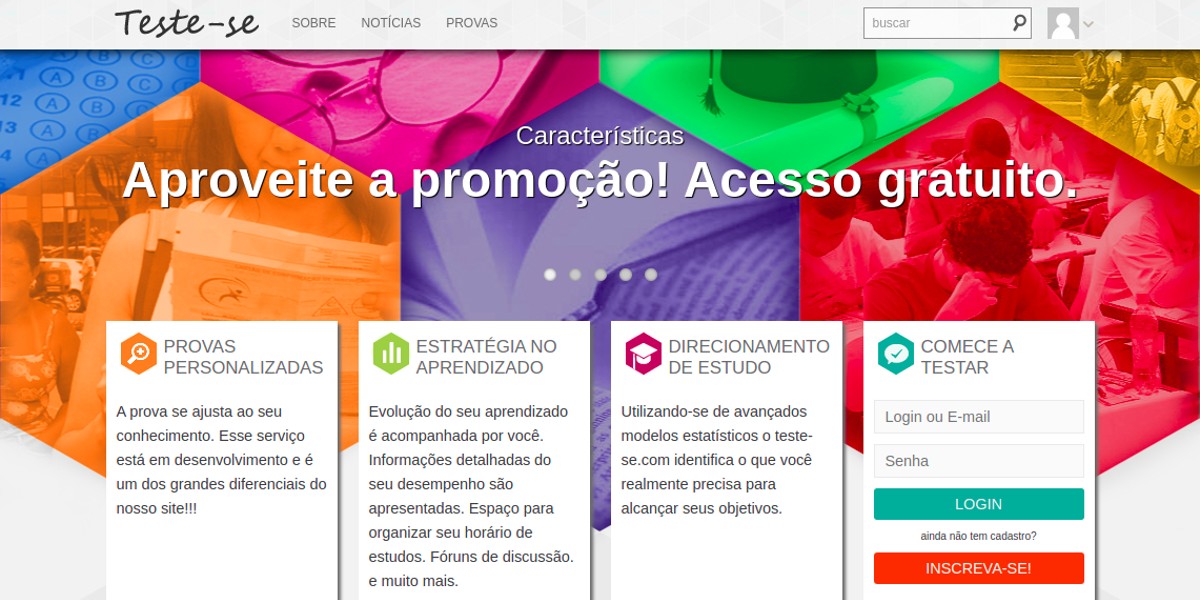 Teste-se
SOBRE NOTÍCIAS PROVAS
buscar
Características
Aproveite a promoção! Acesso gratuito.
A B C
12 A B C
13 A B
14 A
PROVAS
PERSONALIZADAS
A prova se ajusta ao seu
conhecimento. Esse serviço
está em desenvolvimento e é
um dos grandes diferenciais do
nosso site!!!
ESTRATÉGIA NO
APRENDIZADO
Evolução do seu aprendizado
é acompanhada por você.
Informações detalhadas do
seu desempenho são
apresentadas. Espaço para
organizar seu horário de
estudos. Fóruns de discussão.
e muito mais.
DIRECIONAMENTO
DE ESTUDO
Utilizando-se de avançados
modelos estatísticos o teste-
se.com identifica o que você
realmente precisa para
alcançar seus objetivos.
COMECE A
TESTAR
Login ou E-mail
Senha
LOGIN
ainda não tem cadastro?
INSCREVA-SE!